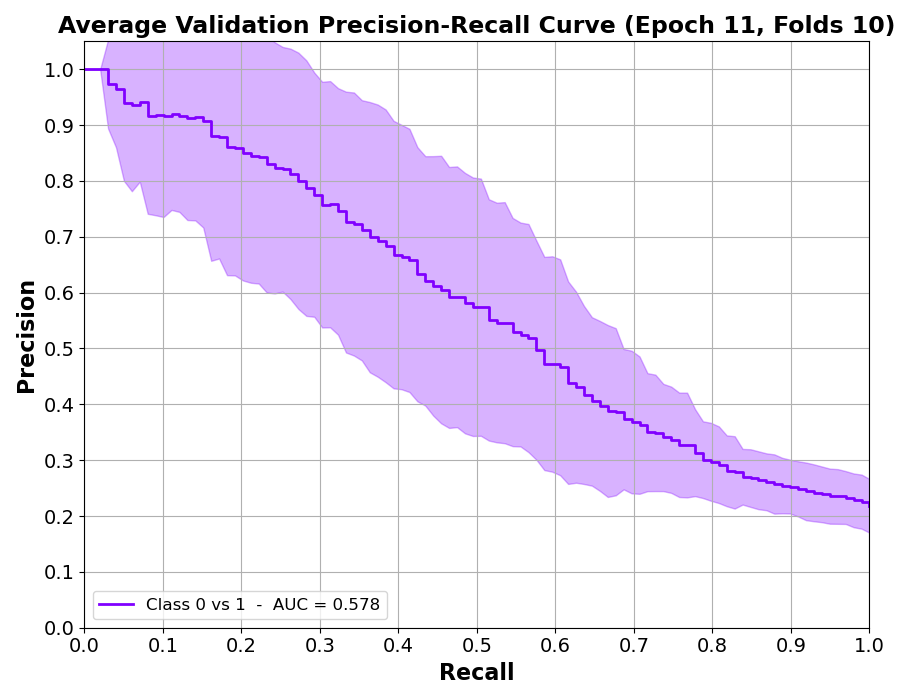 Average Validation Precision-Recall Curve (Epoch 11, Folds 10)
1.0
0.9
0.8
0.7
0.6
0.5
0.4
0.3
0.2
0.1
0.0
Precision
Class 0 vs 1 - AUC = 0.578
0.0 0.1 0.2 0.3 0.4 0.5 0.6 0.7 0.8 0.9 1.0
Recall